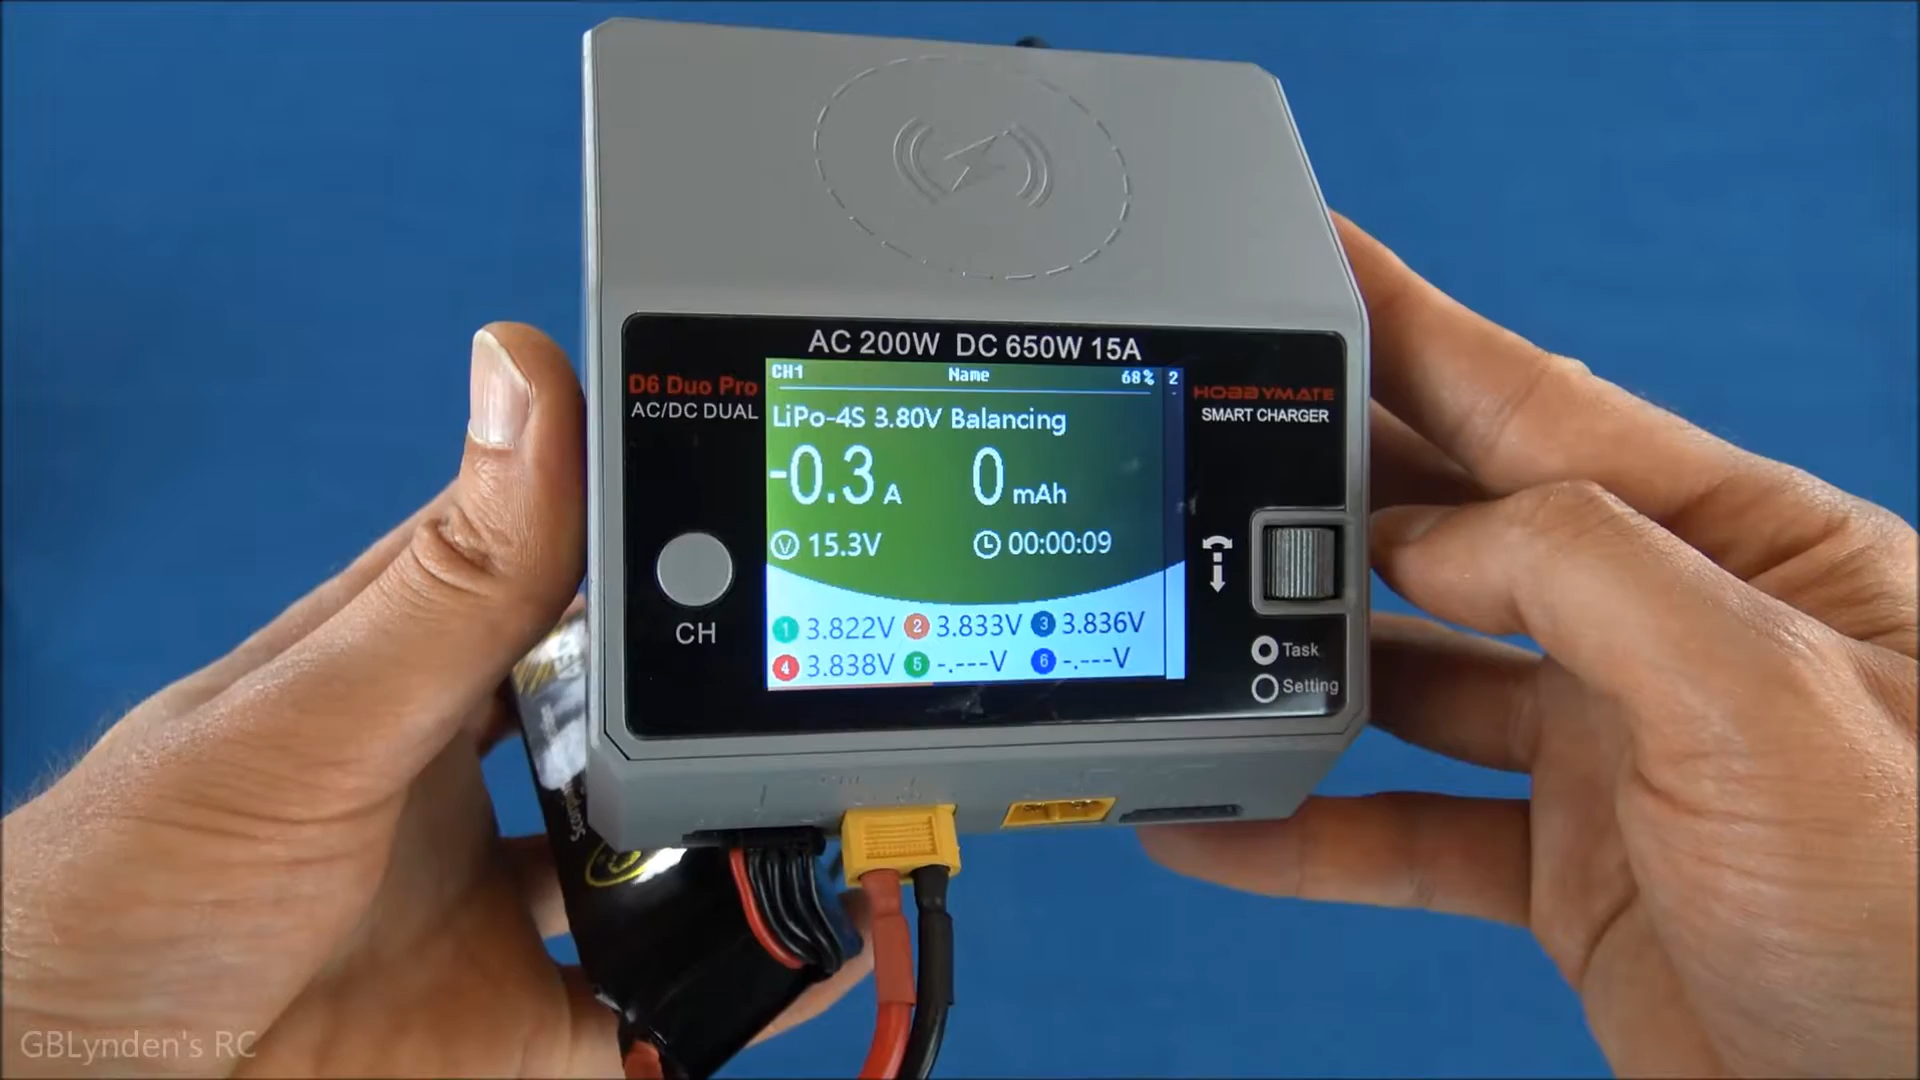 AC 200W DC 650W 15A
D6 Duo Pro
AC/DC DUAL
CH
CH1 Name 68% 2
LiPo-4S 3.80V Balancing
-0.3 A 0 mAh
V 15.3V 00:00:09
1 3.822V 2 3.833V 3 3.836V
4 3.838V 5 -.---V 6 -.---V
HOBBYMATE
SMART CHARGER
Task
Setting
GBLynden's RC